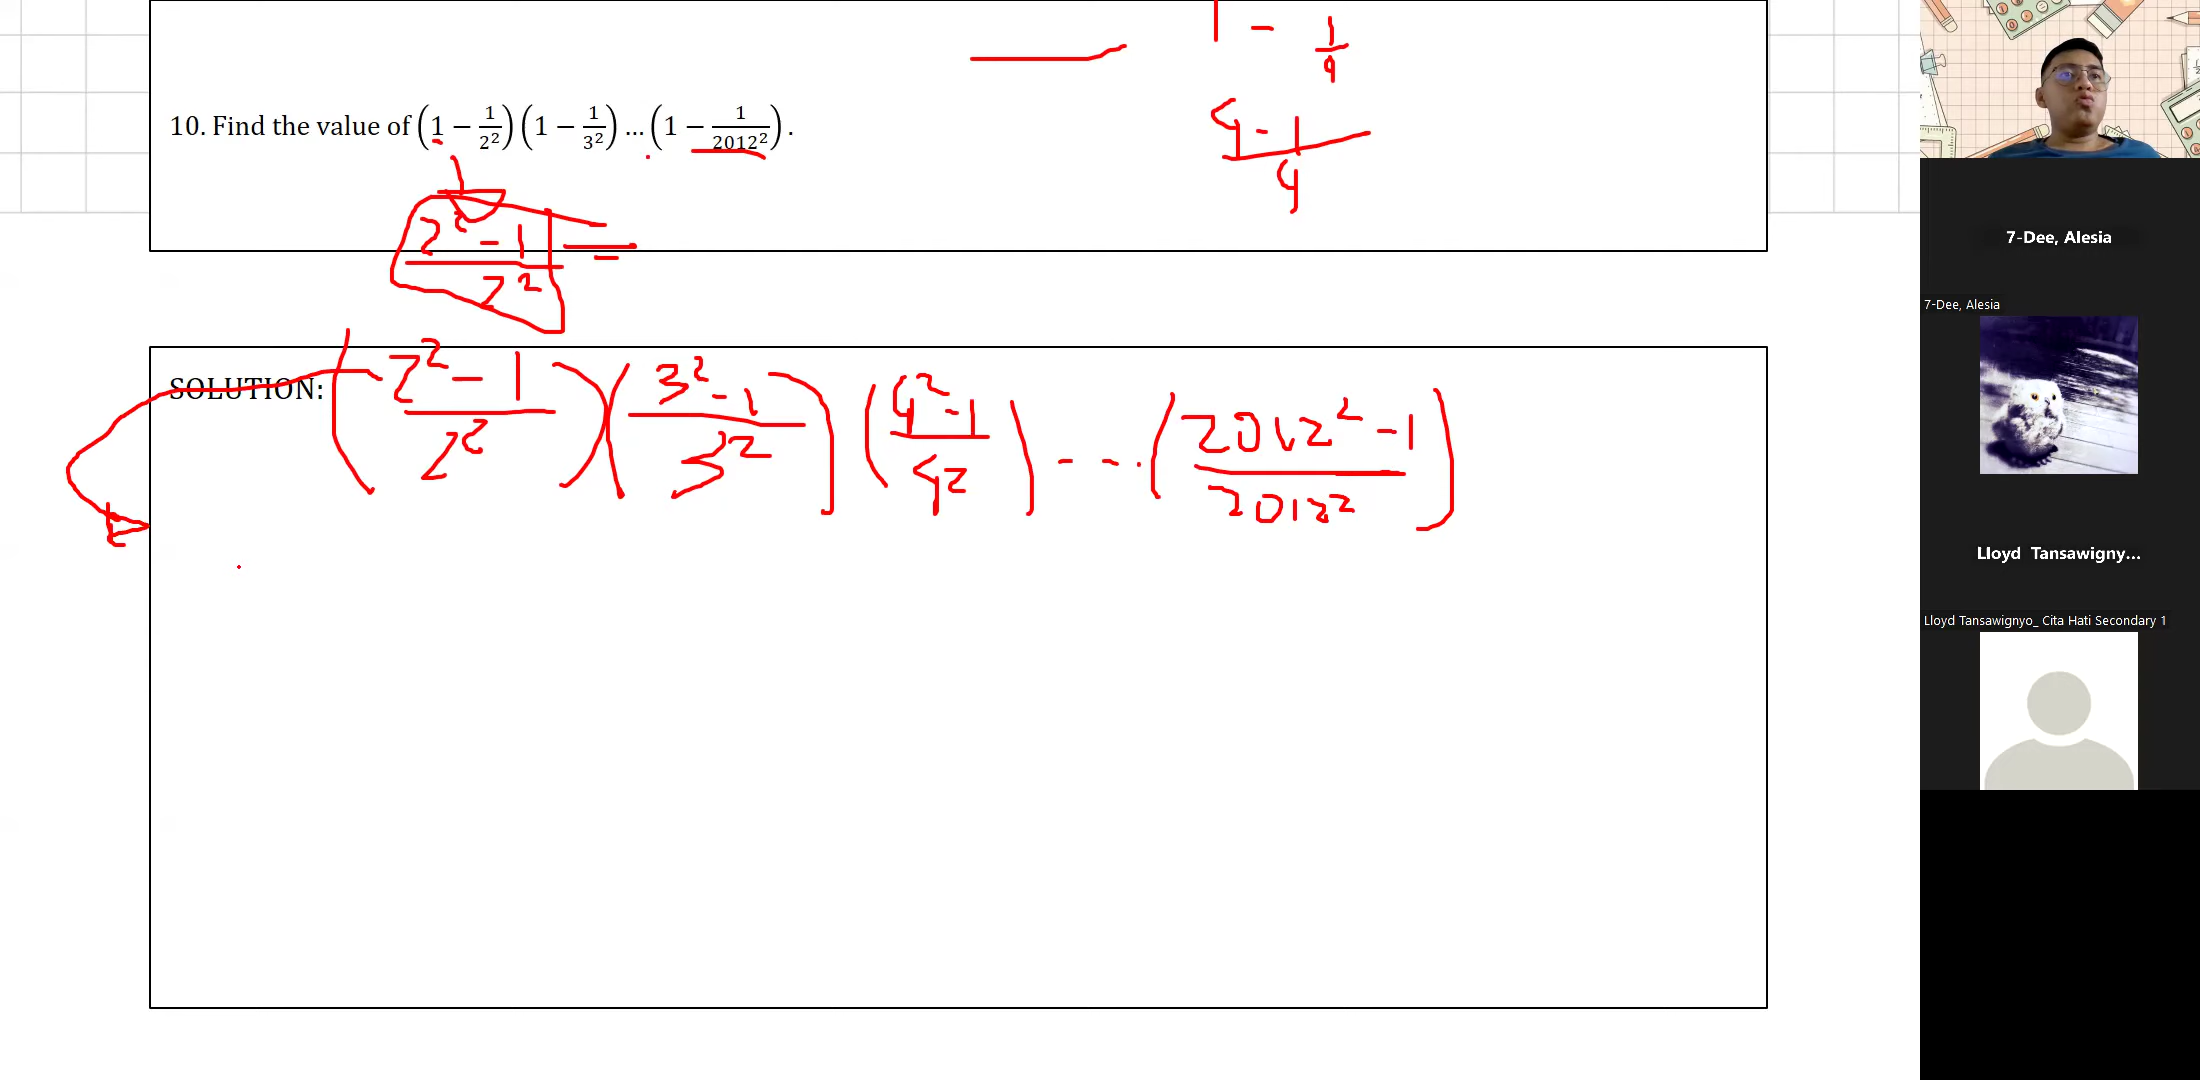 1 - 1/4
4 - 1 / 4
10. Find the value of (1 − 1/2²)(1 − 1/3²)…(1 − 1/2012²).
2² - 1 / 2² =
SOLUTION: (2² - 1 / 2²)(3² - 1 / 3²)(4² - 1 / 4²) ---- (2012² - 1 / 2012²)
7-Dee, Alesia
7-Dee, Alesia
Lloyd Tansawigny...
Lloyd Tansawignyo_ Cita Hati Secondary 1